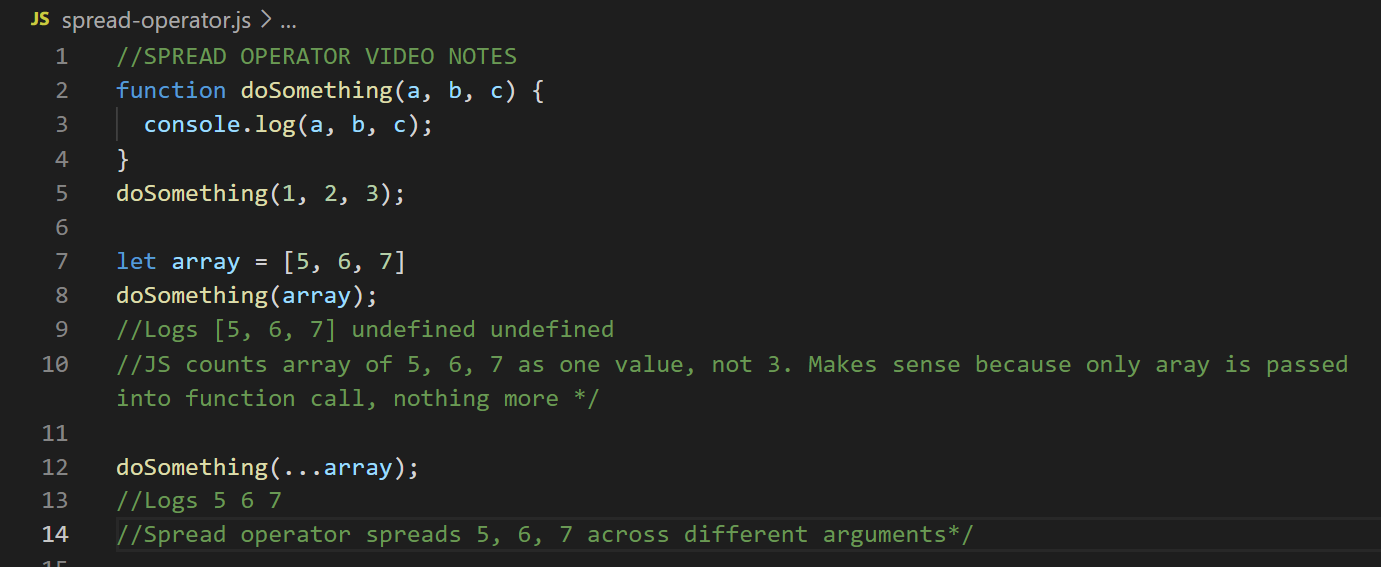 JS spread-operator.js > ...
1 //SPREAD OPERATOR VIDEO NOTES
2 function doSomething(a, b, c) {
3 console.log(a, b, c);
4 }
5 doSomething(1, 2, 3);
6
7 let array = [5, 6, 7]
8 doSomething(array);
9 //Logs [5, 6, 7] undefined undefined
10 //JS counts array of 5, 6, 7 as one value, not 3. Makes sense because only aray is passed
into function call, nothing more */
11
12 doSomething(...array);
13 //Logs 5 6 7
14 //Spread operator spreads 5, 6, 7 across different arguments*/